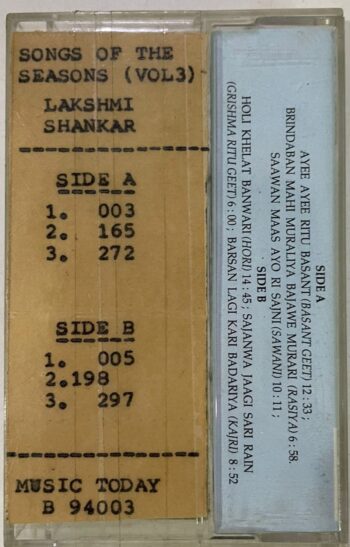 SONGS OF THE
SEASONS (VOL3)
LAKSHMI
SHANKAR
SIDE A
1. 003
2. 165
3. 272
SIDE B
1. 005
2.198
3. 297
MUSIC TODAY
B 94003
SIDE A
AYEE AYEE RITU BASANT (BASANT GEET) 12 : 33;
BRINDABAN MAHI MURALIYA BAJAWE MURARI (RASIYA) 6 : 58.
SAAWAN MAAS AYO RI SAJNI (SAWANI) 10 : 11;
SIDE B
HOLI KHELAT BANWARI (HORI) 14 : 45; SAJANWA JAAGI SARI RAIN
(GRISHMA RITU GEET) 6 : 00; BARSAN LAGI KARI BADARIYA (KAJRI) 8 : 52